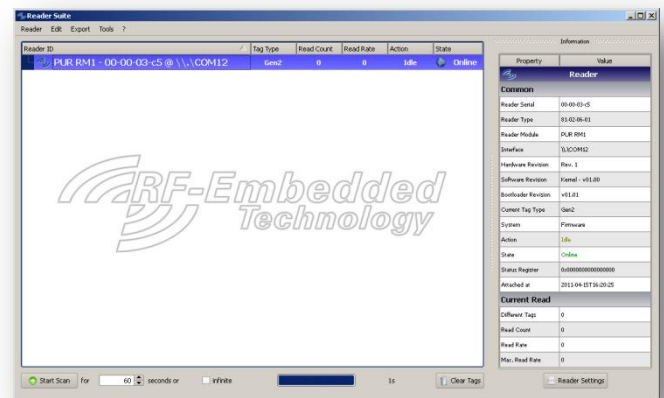 Reader Suite
Reader Edit Export Tools ?
Reader ID Tag Type Read Count Read Rate Action State
PUR RM1 - 00-00-03-c5 @ \\.\COM12 Gen2 0 0 Idle Online
RF-Embedded
Technology
Start Scan for 60 seconds or infinite 1s Clear Tags
Information
Property Value
Reader
Common
Reader Serial 00-00-03-c5
Reader Type 81-02-06-01
Reader Module PUR RM1
Interface \\.\COM12
Hardware Revision Rev. 1
Software Revision Kernel - v01.00
Bootloader Revision v01.01
Current Tag Type Gen2
System Firmware
Action Idle
State Online
Status Register 0x0000000000000000
Attached at 2011-04-15T16:20:25
Current Read
Different Tags 0
Read Count 0
Read Rate 0
Max. Read Rate 0
Reader Settings